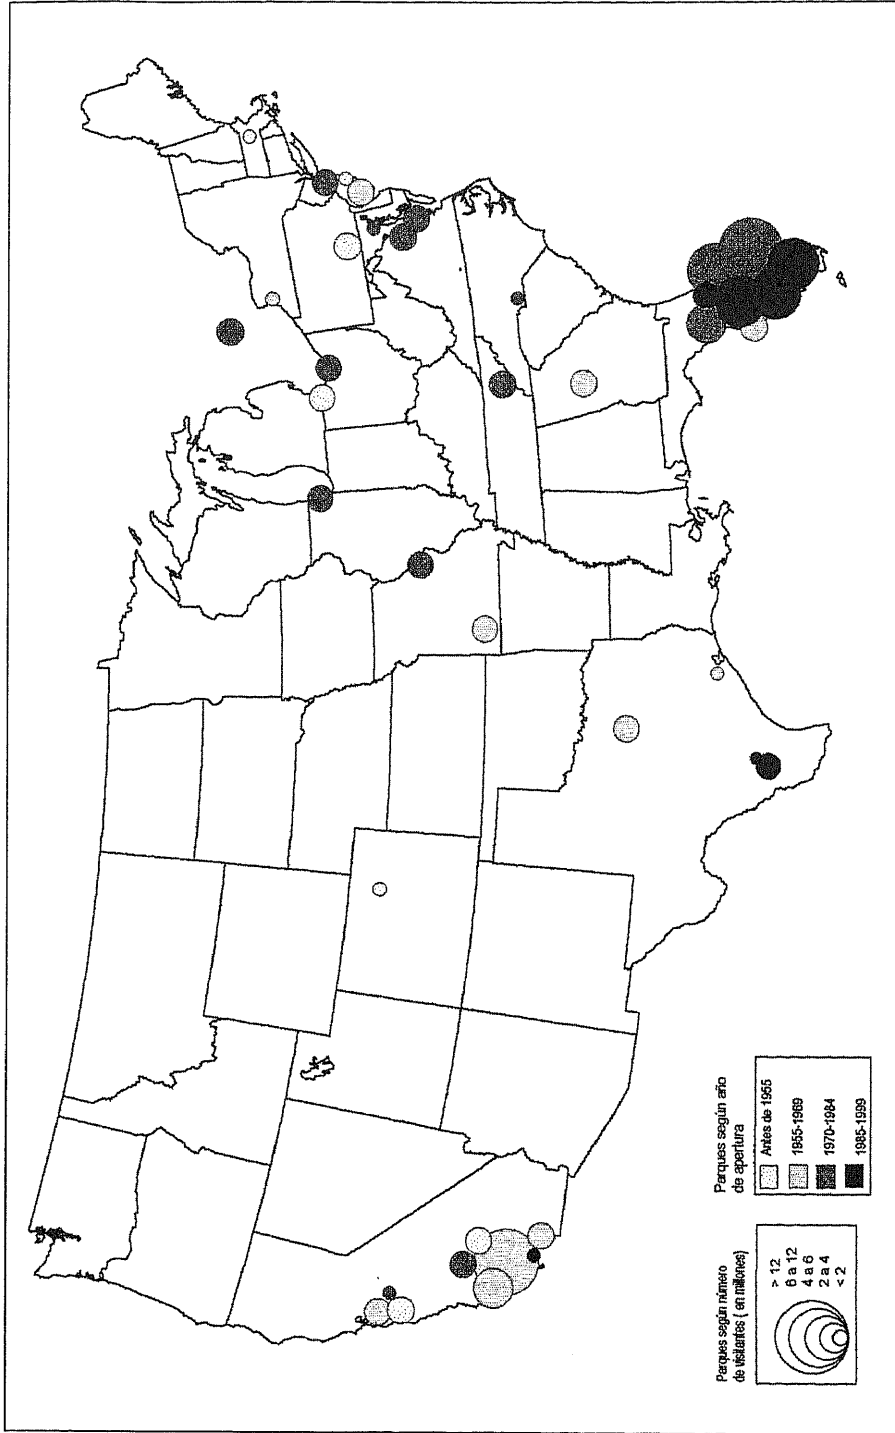 Parques según número
de visitantes ( en millones)
> 12
6 a 12
4 a 6
2 a 4
< 2
Parques según año
de apertura
Antes de 1955
1955-1969
1970-1984
1985-1999